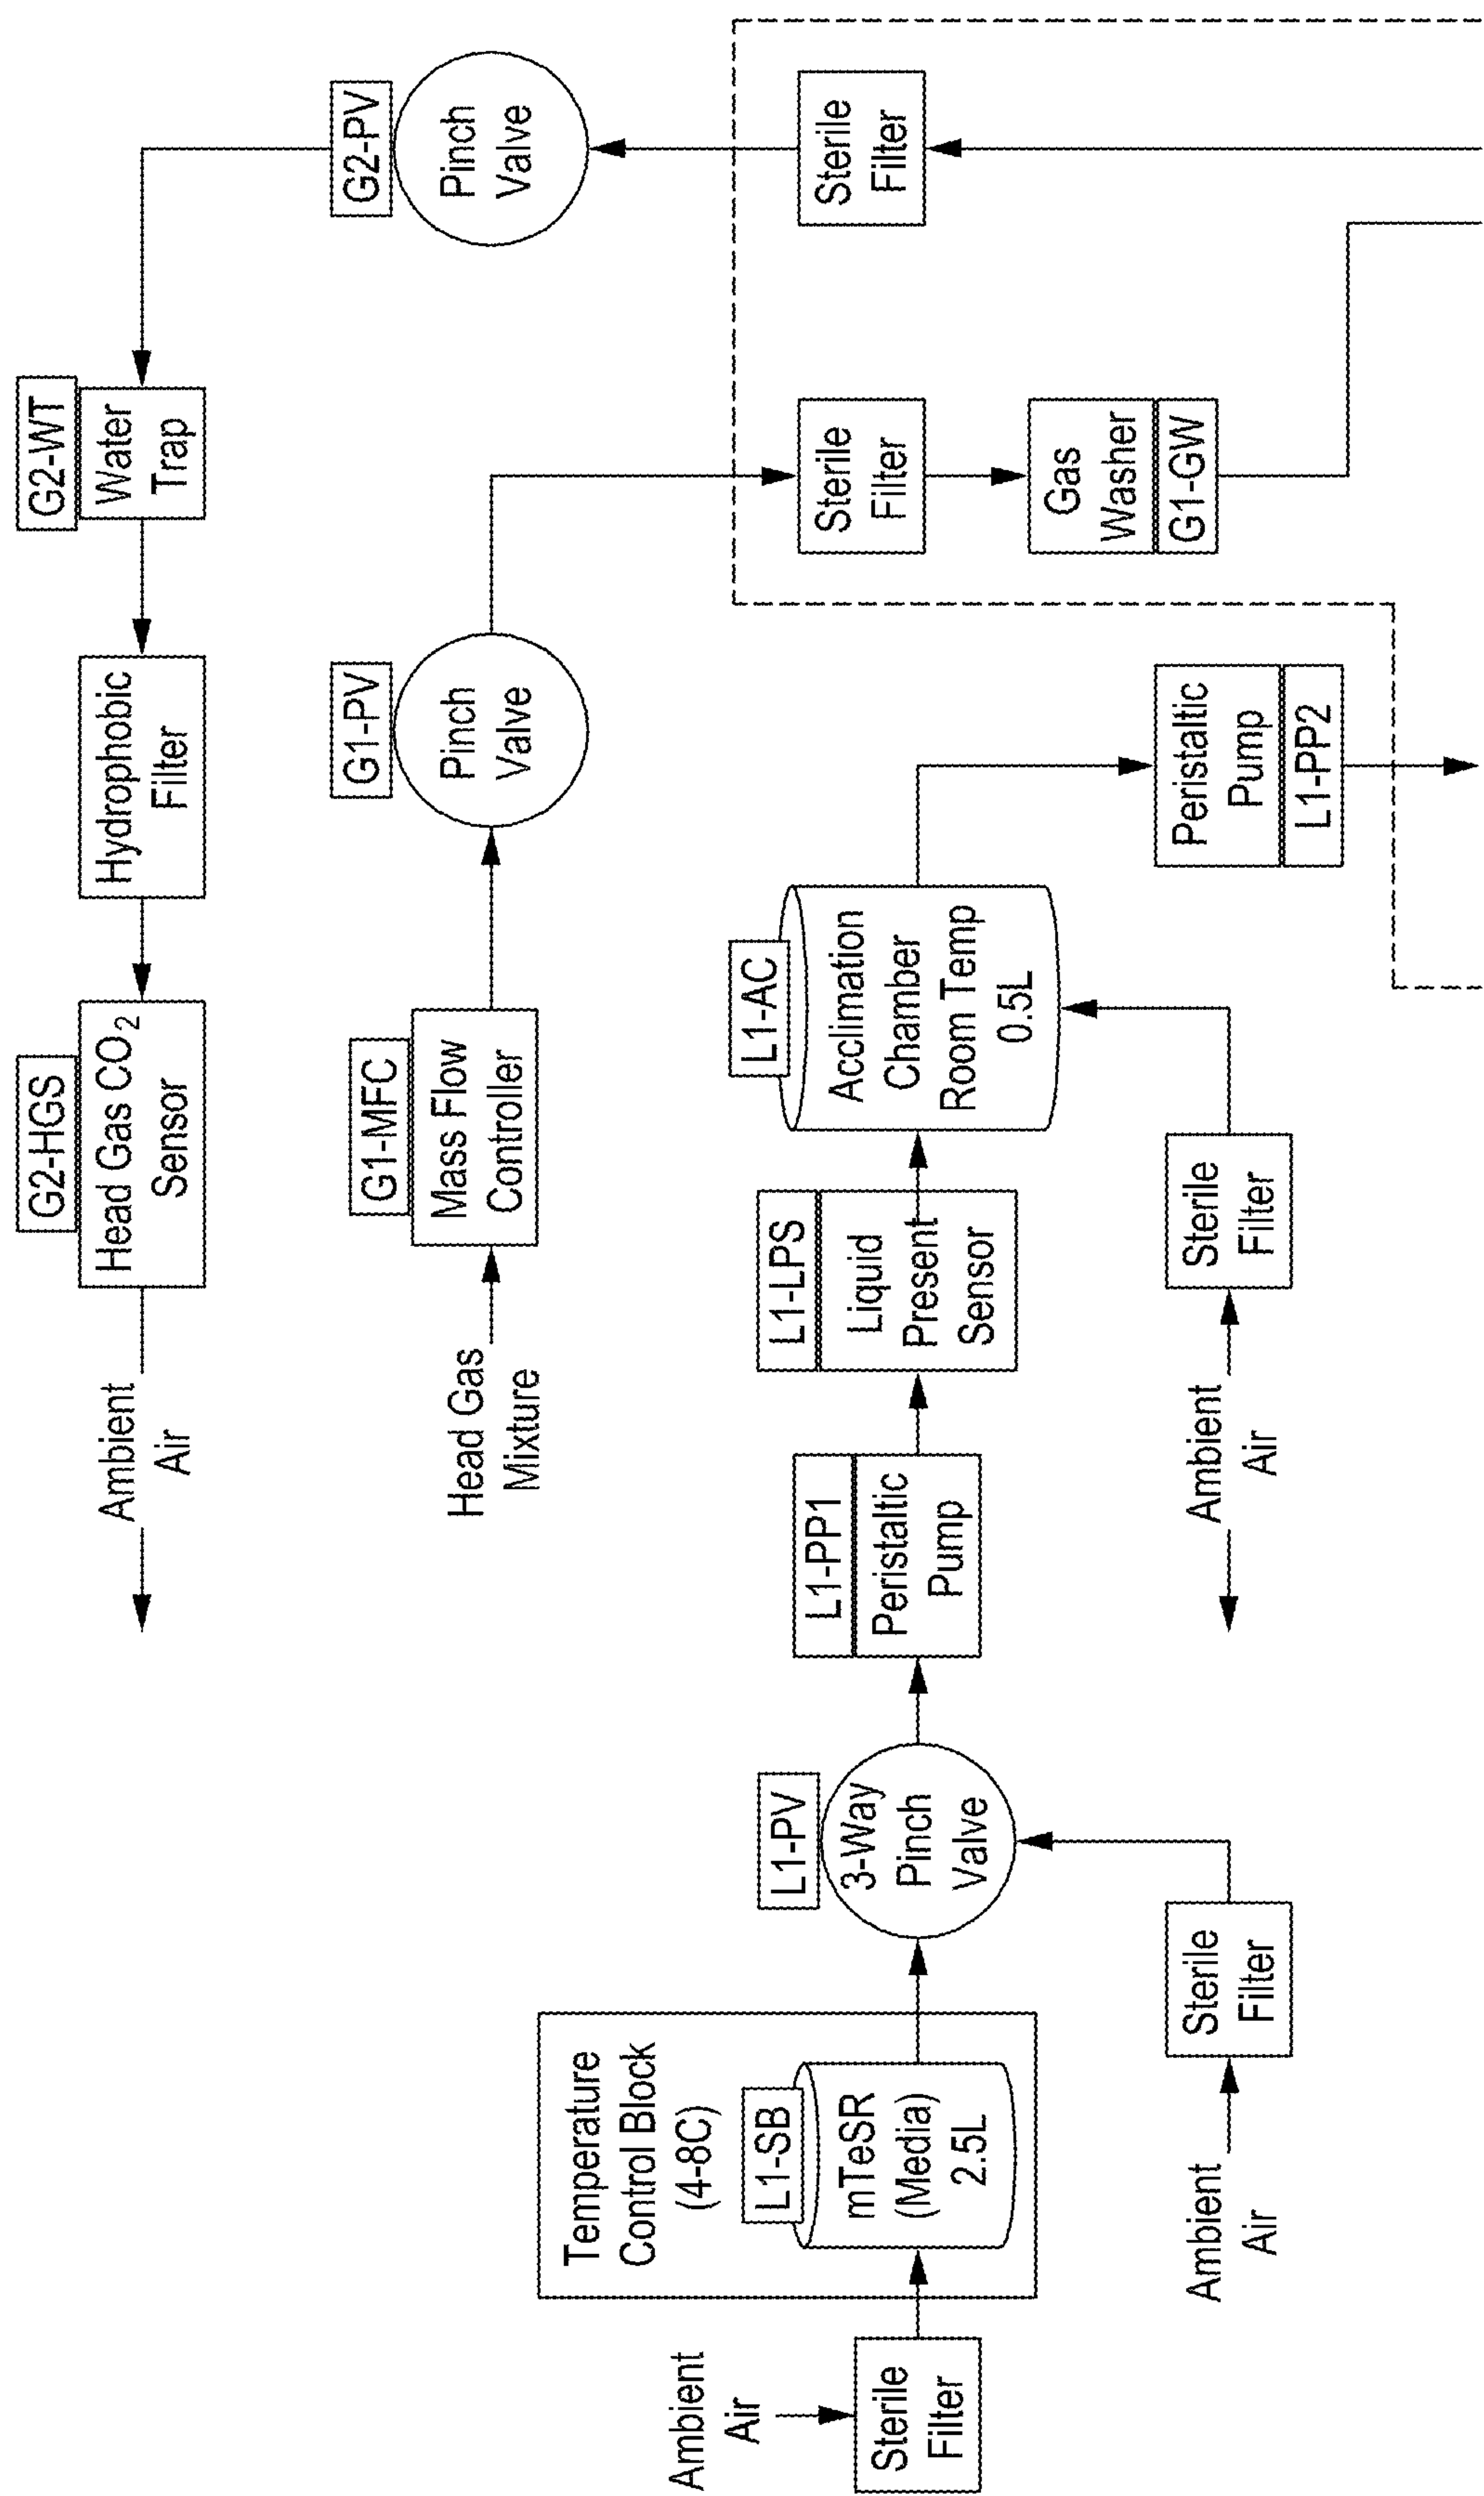 G2-HGS
Head Gas CO2
Sensor
Ambient
Air
Hydrophobic
Filter
G2-WT
Water
Trap
G2-PV
Pinch
Valve
Head Gas
Mixture
G1-MFC
Mass Flow
Controller
G1-PV
Pinch
Valve
Sterile
Filter
Sterile
Filter
Gas
Washer
G1-GW
Ambient
Air
Sterile
Filter
Temperature
Control Block
(4-8C)
L1-SB
mTeSR
(Media)
2.5L
L1-PV
3-Way
Pinch
Valve
Ambient
Air
Sterile
Filter
L1-PP1
Peristaltic
Pump
L1-LPS
Liquid
Present
Sensor
L1-AC
Acclimation
Chamber
Room Temp
0.5L
Ambient
Air
Sterile
Filter
Peristaltic
Pump
L1-PP2